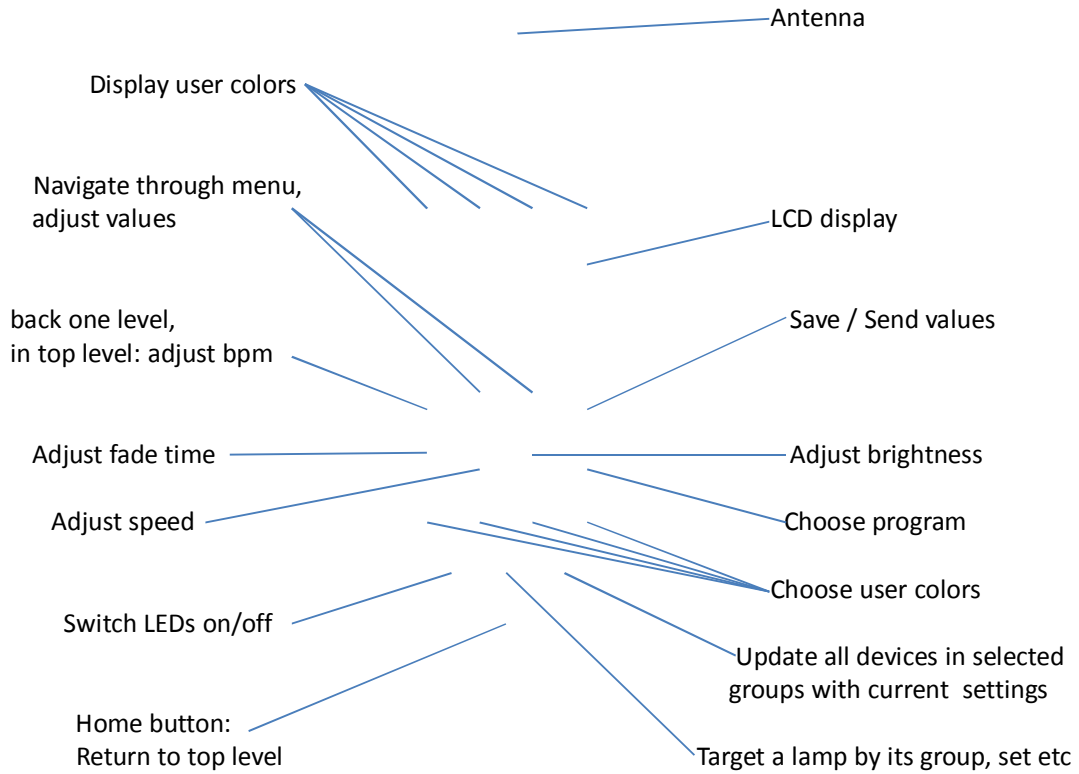 Antenna
Display user colors
Navigate through menu,
adjust values
LCD display
back one level,
in top level: adjust bpm
Save / Send values
Adjust fade time
Adjust brightness
Adjust speed
Choose program
Choose user colors
Switch LEDs on/off
Update all devices in selected
groups with current settings
Home button:
Return to top level
Target a lamp by its group, set etc